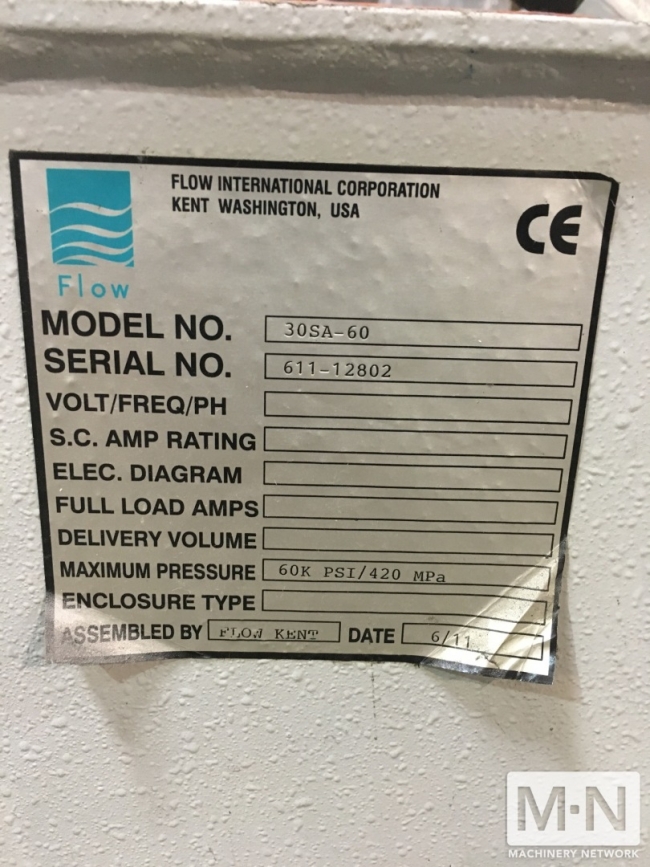 FLOW INTERNATIONAL CORPORATION
KENT WASHINGTON, USA
CE
Flow
MODEL NO. 30SA-60
SERIAL NO. 611-12802
VOLT/FREQ/PH
S.C. AMP RATING
ELEC. DIAGRAM
FULL LOAD AMPS
DELIVERY VOLUME
MAXIMUM PRESSURE 60K PSI/420 MPa
ENCLOSURE TYPE
ASSEMBLED BY FLOW KENT DATE 6/11
M·N
MACHINERY NETWORK